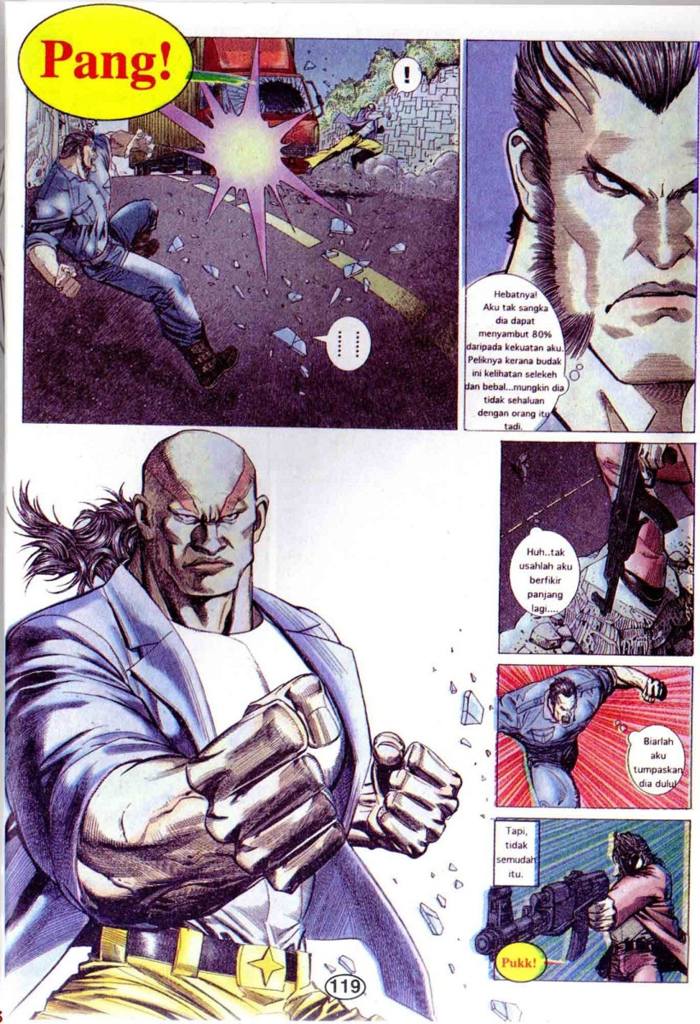 Pang!
!
Hebatnya!
Aku tak sangka
dia dapat
menyambut 80%
daripada kekuatan aku.
Peliknya kerana budak
ini kelihatan selekeh
dan bebal...mungkin dia
tidak sehaluan
dengan orang itu
tadi.
Huh..tak
usahlah aku
berfikir
panjang
lagi....
Biarlah
aku
tumpaskan
dia dulu!
Tapi,
tidak
semudah
itu.
Pukk!
119